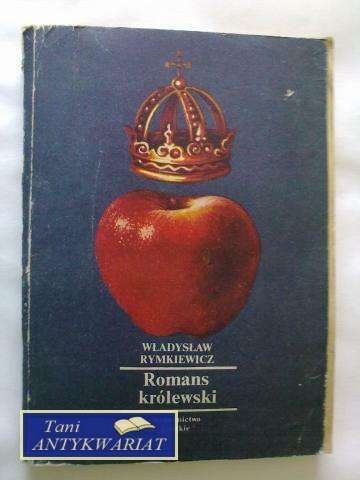 WŁADYSŁAW
RYMKIEWICZ
Romans
królewski
Tani
ANTYKWARIAT